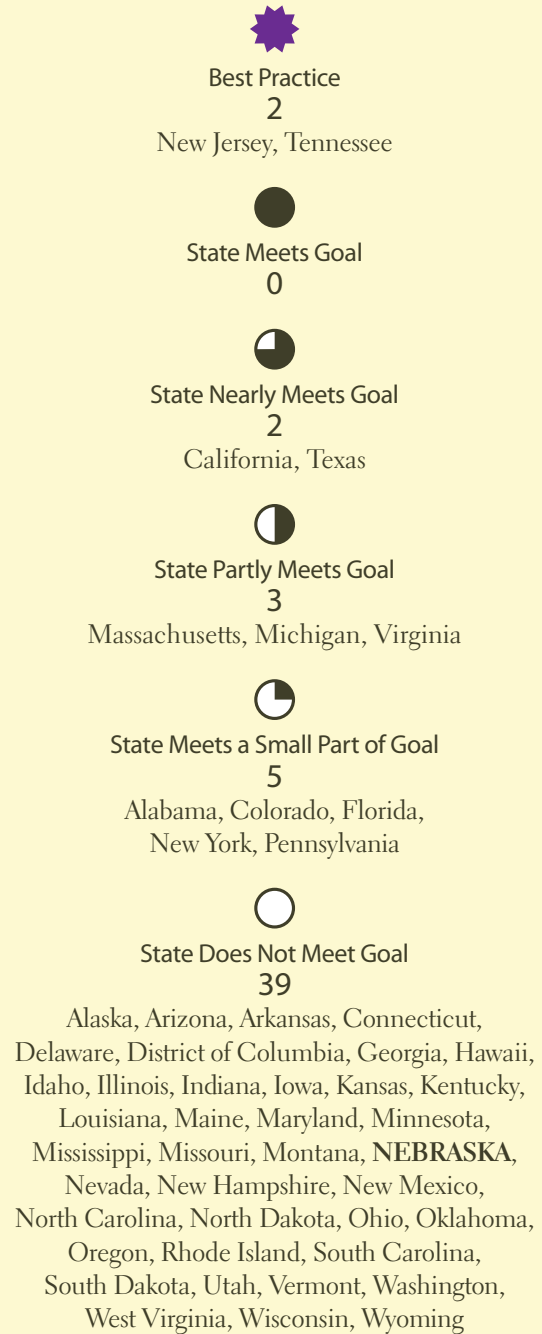 Best Practice
2
New Jersey, Tennessee
State Meets Goal
0
State Nearly Meets Goal
2
California, Texas
State Partly Meets Goal
3
Massachusetts, Michigan, Virginia
State Meets a Small Part of Goal
5
Alabama, Colorado, Florida,
New York, Pennsylvania
State Does Not Meet Goal
39
Alaska, Arizona, Arkansas, Connecticut,
Delaware, District of Columbia, Georgia, Hawaii,
Idaho, Illinois, Indiana, Iowa, Kansas, Kentucky,
Louisiana, Maine, Maryland, Minnesota,
Mississippi, Missouri, Montana, NEBRASKA,
Nevada, New Hampshire, New Mexico,
North Carolina, North Dakota, Ohio, Oklahoma,
Oregon, Rhode Island, South Carolina,
South Dakota, Utah, Vermont, Washington,
West Virginia, Wisconsin, Wyoming